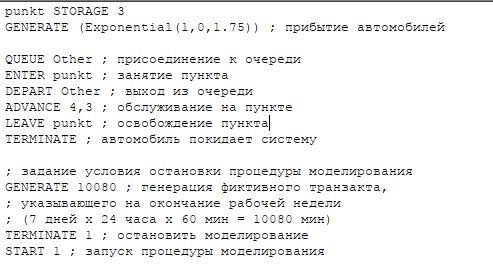 punkt STORAGE 3
GENERATE (Exponential(1,0,1.75)) ; прибытие автомобилей
QUEUE Other ; присоединение к очереди
ENTER punkt ; занятие пункта
DEPART Other ; выход из очереди
ADVANCE 4,3 ; обслуживание на пункте
LEAVE punkt ; освобождение пункта
TERMINATE ; автомобиль покидает систему
; задание условия остановки процедуры моделирования
GENERATE 10080 ; генерация фиктивного транзакта,
; указывающего на окончание рабочей недели
; (7 дней x 24 часа x 60 мин = 10080 мин)
TERMINATE 1 ; остановить моделирование
START 1 ; запуск процедуры моделирования